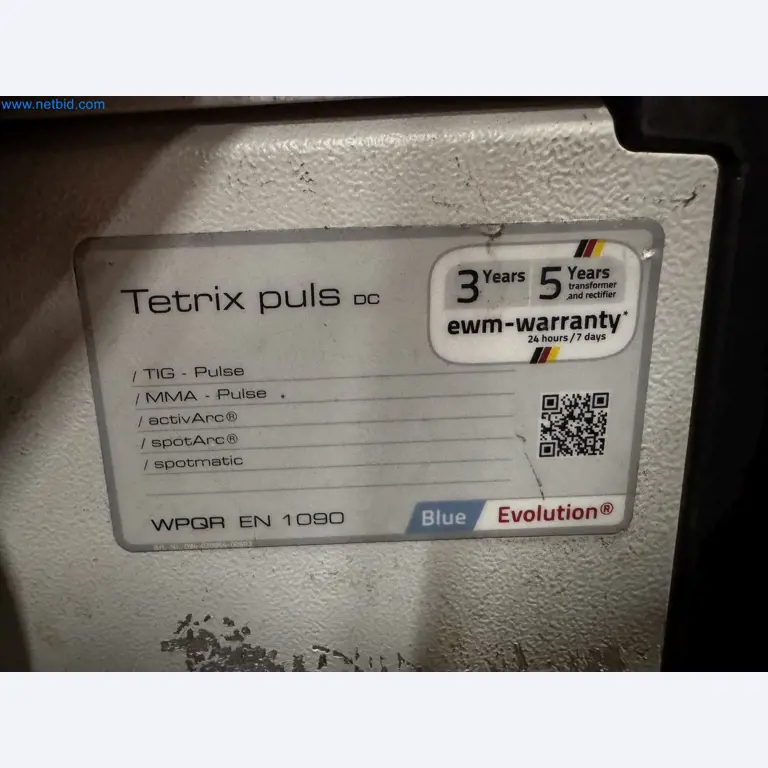 www.netbid.com
Tetrix puls DC
3 Years
5 Years
transformer
and rectifier
ewm-warranty*
24 hours / 7 days
/ TIG - Pulse
/ MMA - Pulse
/ activArc®
/ spotArc®
/ spotmatic
WPQR EN 1090
Blue Evolution®